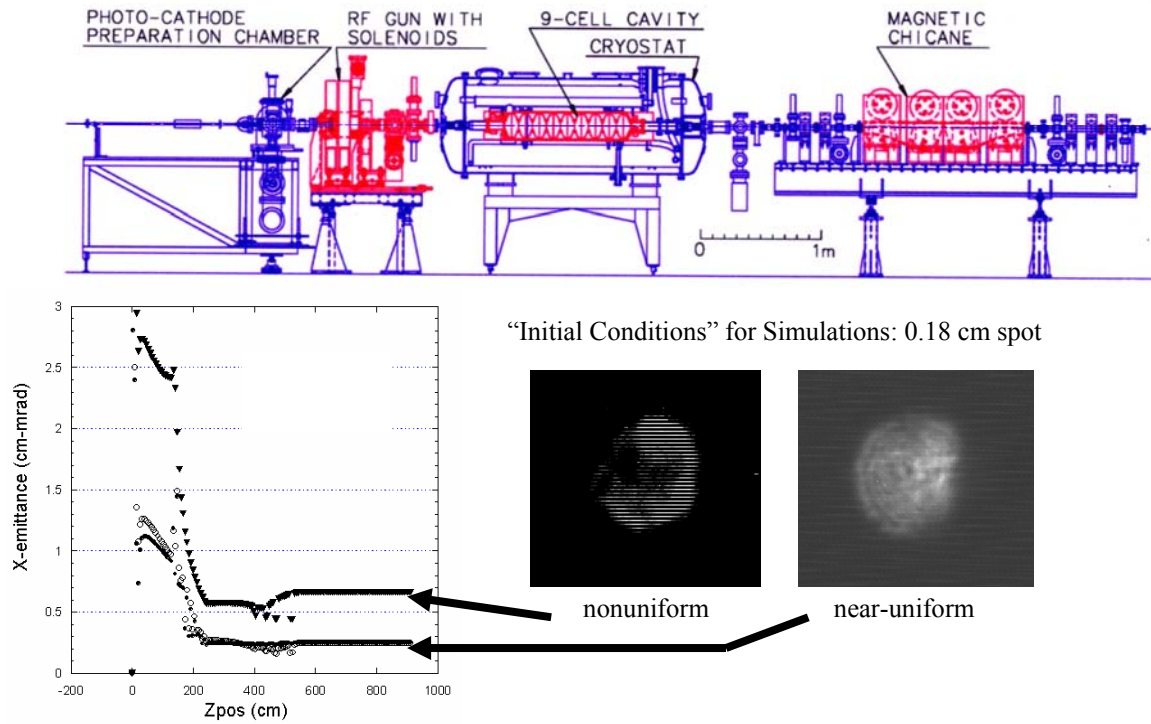 PHOTO-CATHODE
PREPARATION CHAMBER
RF GUN WITH
SOLENOIDS
9-CELL CAVITY
CRYOSTAT
MAGNETIC
CHICANE
0
1m
3
2.5
2
1.5
1
0.5
0
X-emittance (cm-mrad)
-200
0
200
400
600
800
1000
Zpos (cm)
“Initial Conditions” for Simulations: 0.18 cm spot
nonuniform
near-uniform